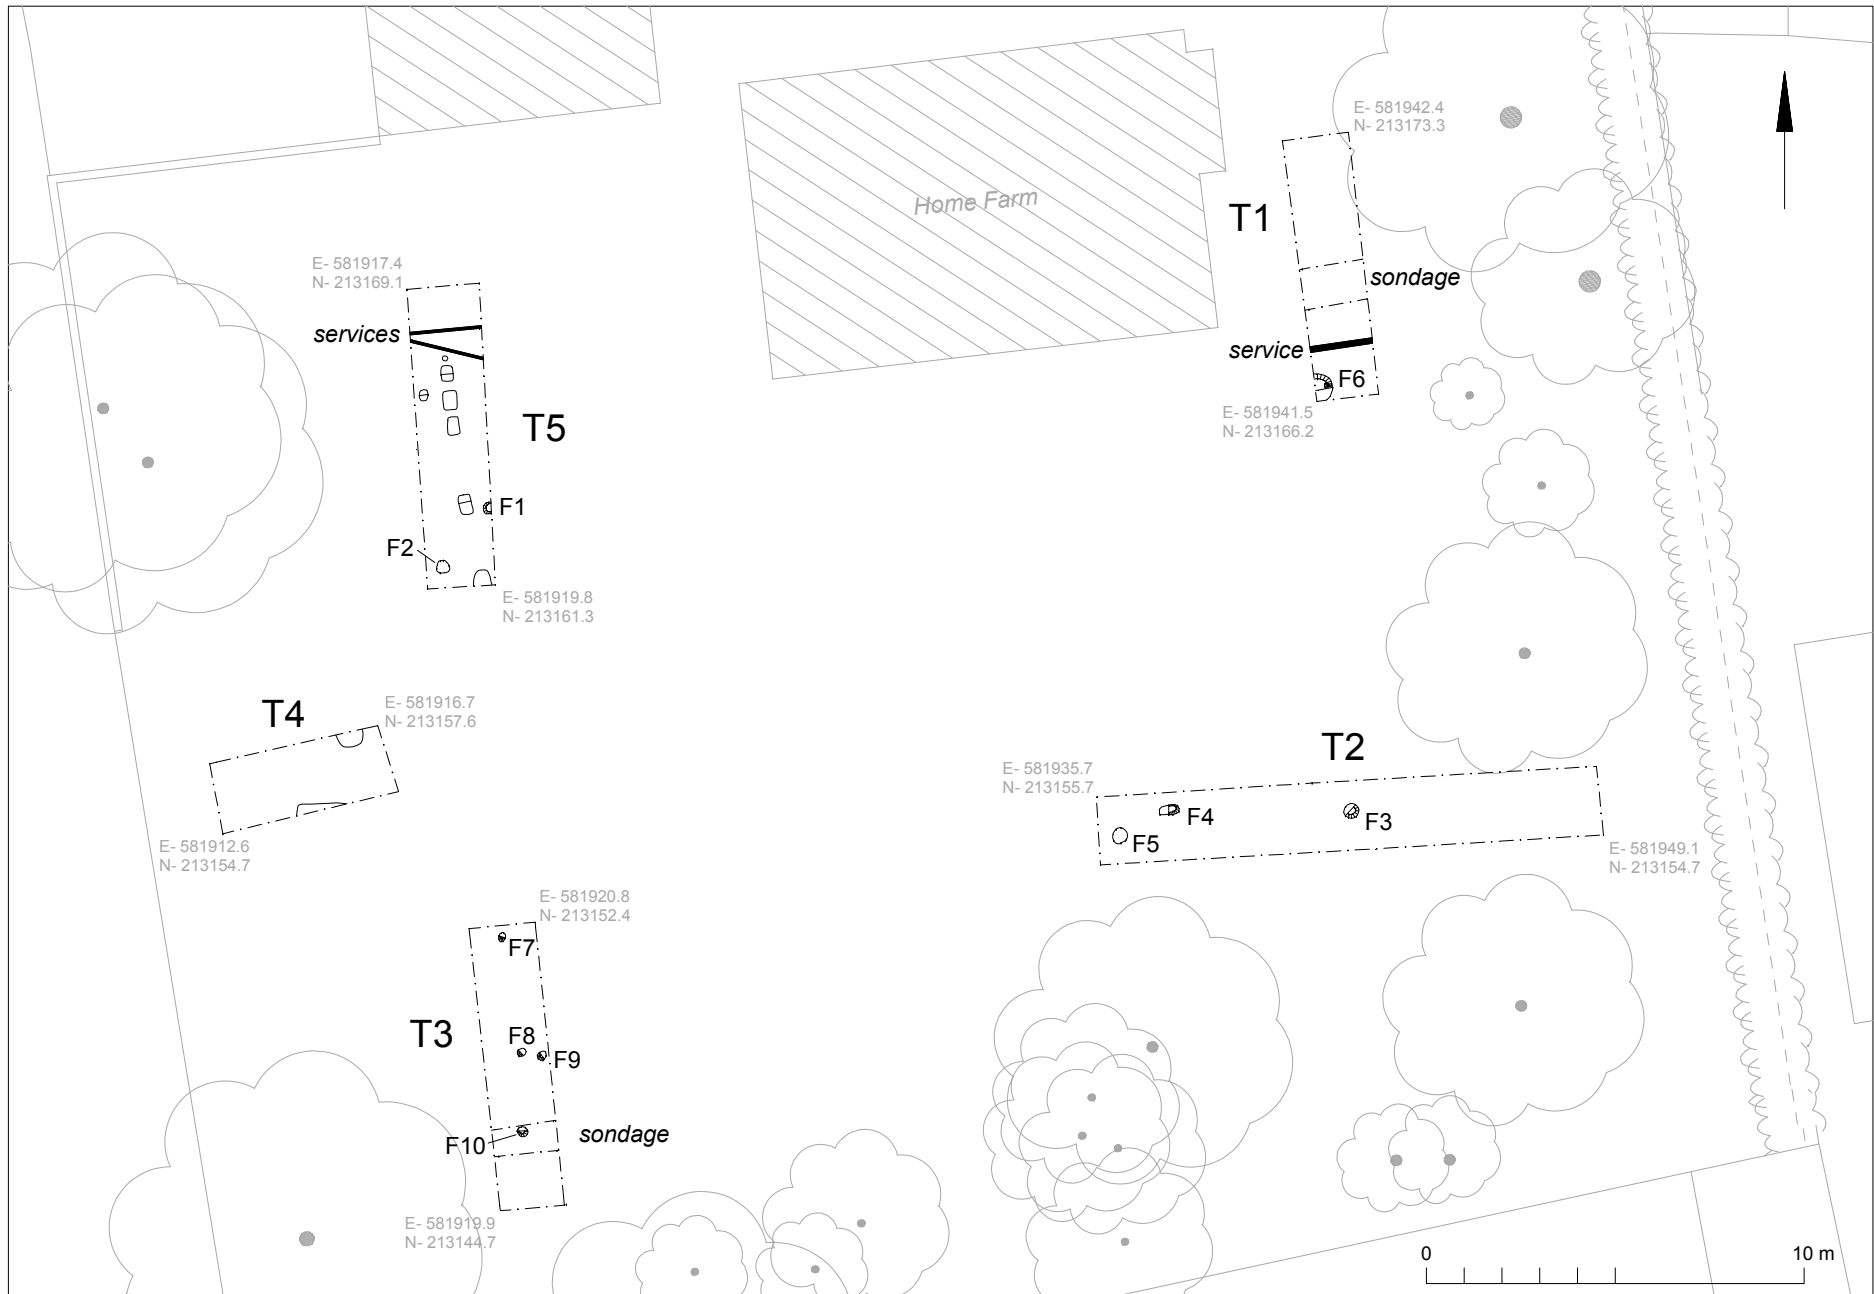 E- 581942.4
N- 213173.3
Home Farm
T1
E- 581917.4
N- 213169.1
sondage
services
service
F6
E- 581941.5
N- 213166.2
T5
F1
F2
E- 581919.8
N- 213161.3
T4
E- 581916.7
N- 213157.6
T2
E- 581935.7
N- 213155.7
F4
F3
F5
E- 581912.6
N- 213154.7
E- 581949.1
N- 213154.7
E- 581920.8
N- 213152.4
F7
T3
F8
F9
F10
sondage
E- 581919.9
N- 213144.7
0 10 m